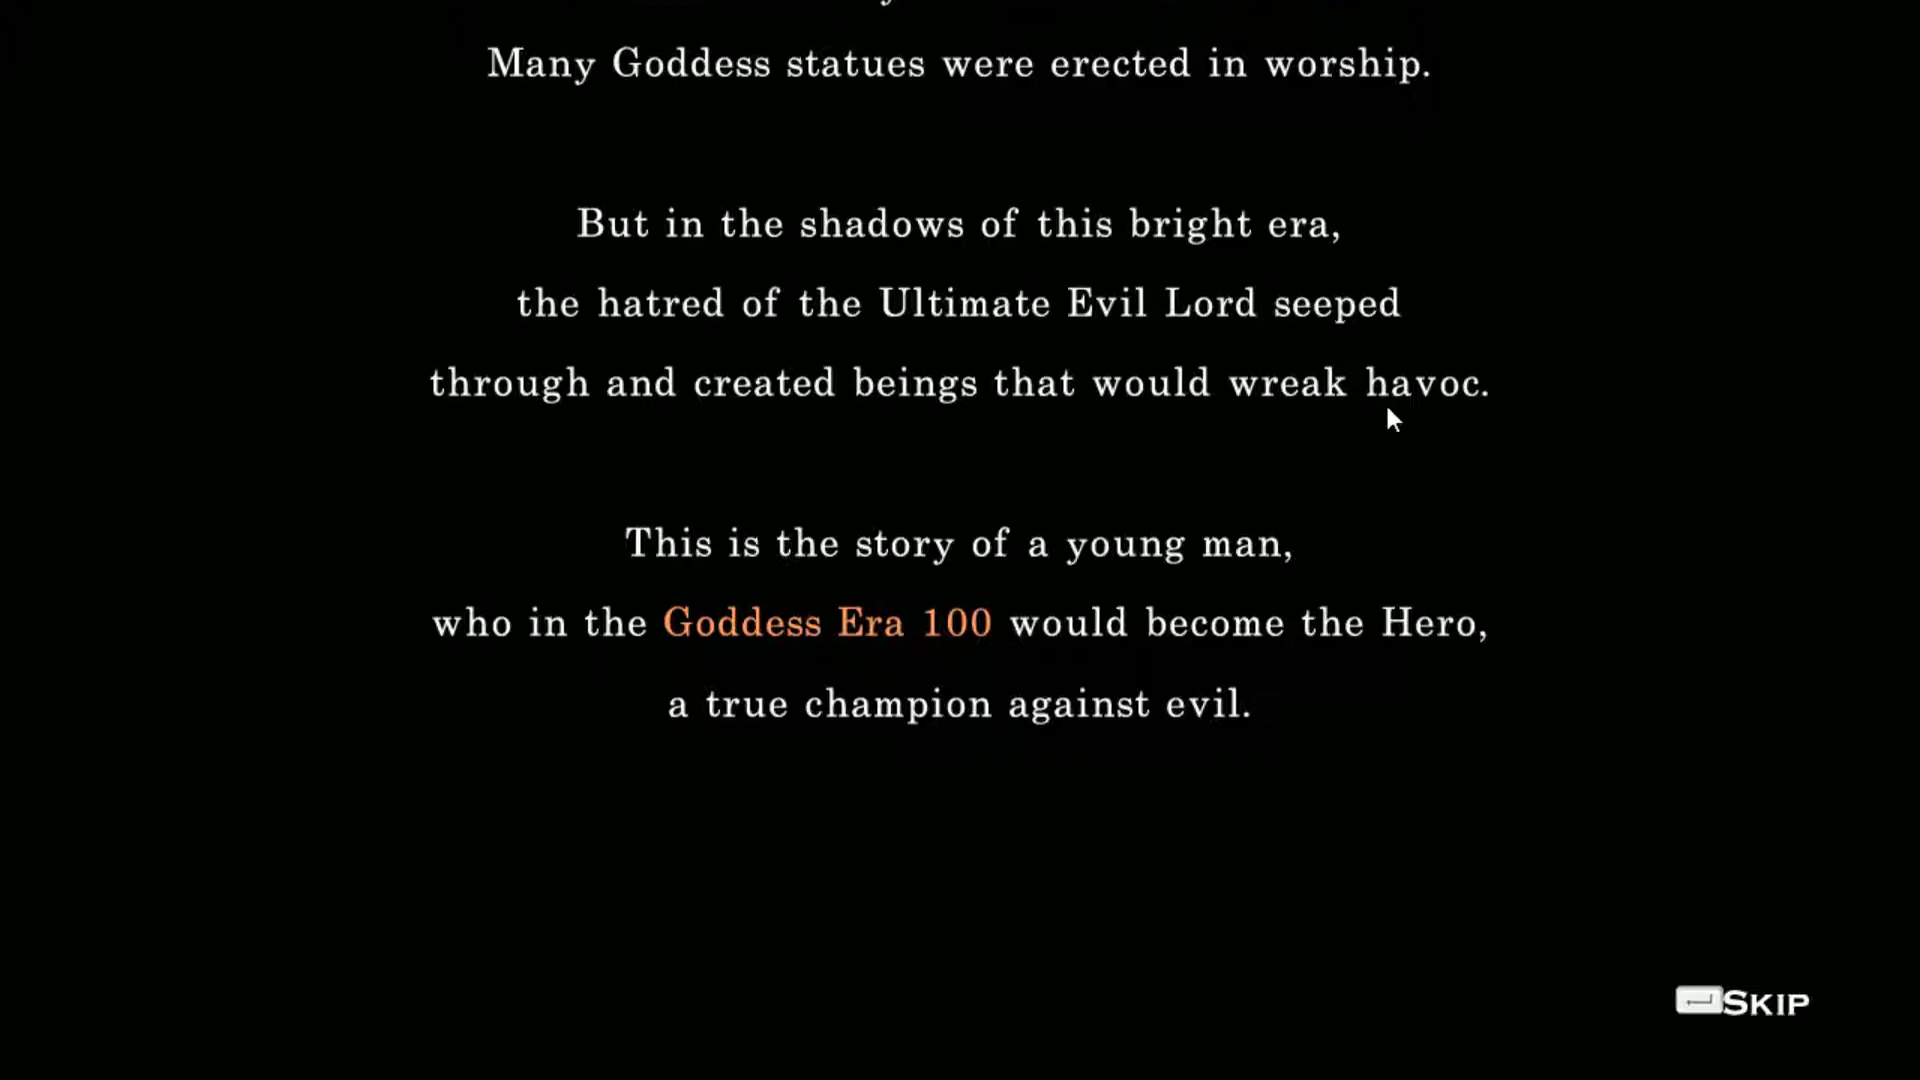 Many Goddess statues were erected in worship.
But in the shadows of this bright era,
the hatred of the Ultimate Evil Lord seeped
through and created beings that would wreak havoc.
This is the story of a young man,
who in the Goddess Era 100 would become the Hero,
a true champion against evil.
SKIP